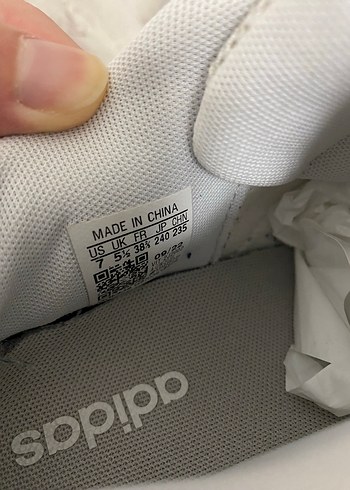 MADE IN CHINA
US UK FR JP CHN
7 5½ 38⅔ 240 235
09/22
adidas